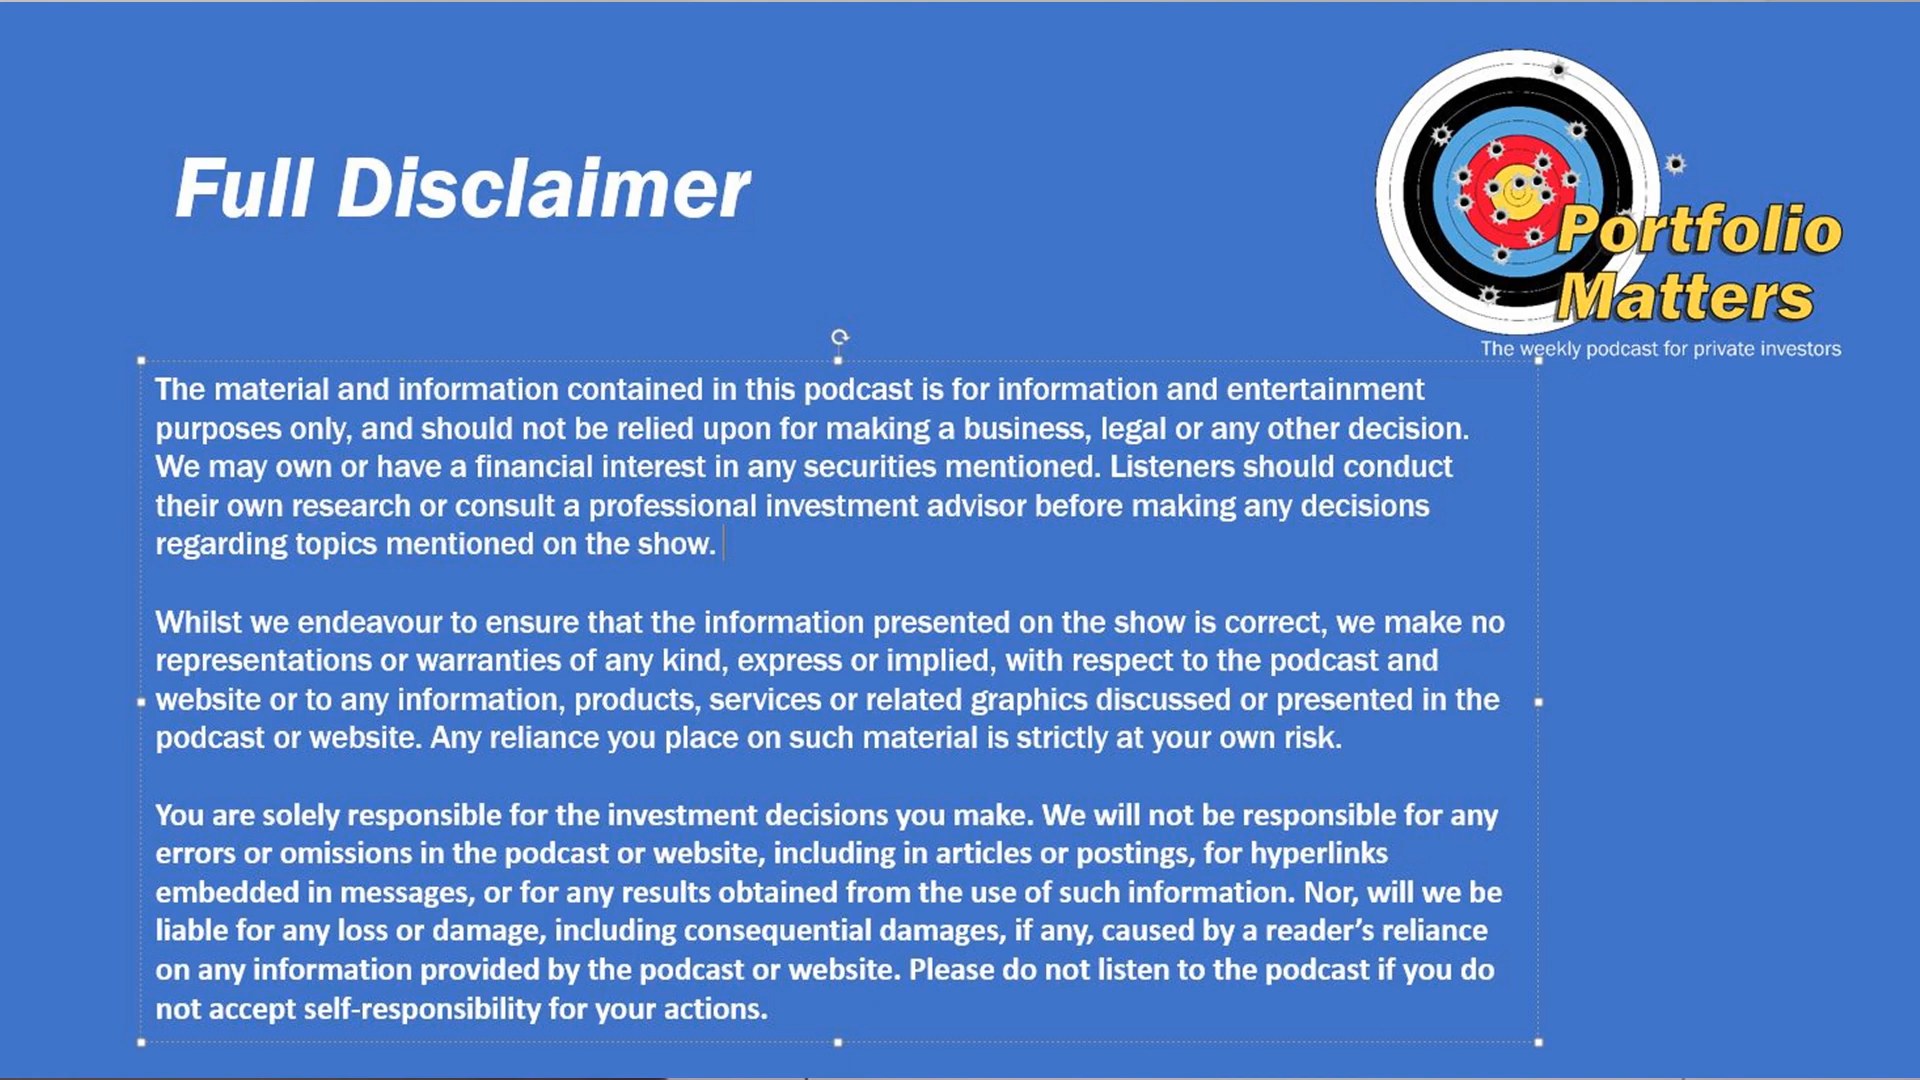 Full Disclaimer
Portfolio
Matters
The weekly podcast for private investors
The material and information contained in this podcast is for information and entertainment
purposes only, and should not be relied upon for making a business, legal or any other decision.
We may own or have a financial interest in any securities mentioned. Listeners should conduct
their own research or consult a professional investment advisor before making any decisions
regarding topics mentioned on the show.
Whilst we endeavour to ensure that the information presented on the show is correct, we make no
representations or warranties of any kind, express or implied, with respect to the podcast and
website or to any information, products, services or related graphics discussed or presented in the
podcast or website. Any reliance you place on such material is strictly at your own risk.
You are solely responsible for the investment decisions you make. We will not be responsible for any
errors or omissions in the podcast or website, including in articles or postings, for hyperlinks
embedded in messages, or for any results obtained from the use of such information. Nor, will we be
liable for any loss or damage, including consequential damages, if any, caused by a reader’s reliance
on any information provided by the podcast or website. Please do not listen to the podcast if you do
not accept self-responsibility for your actions.